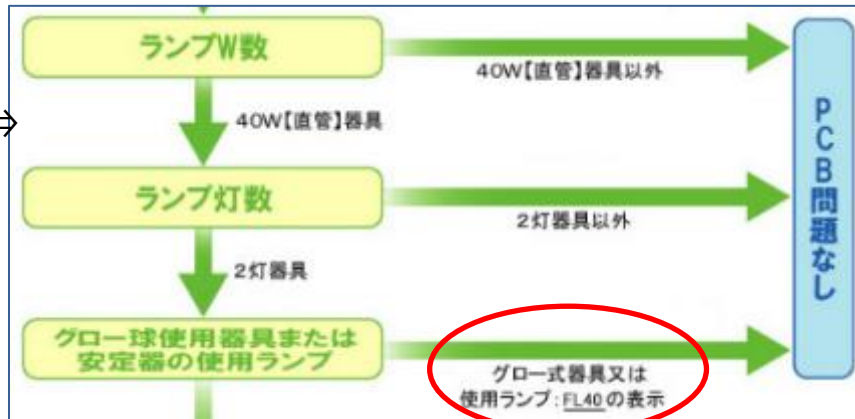 ランプW数
40W【直管】器具以外
⇒
40W【直管】器具
ランプ灯数
2灯器具以外
2灯器具
グロー球使用器具または
安定器の使用ランプ
グロー式器具又は
使用ランプ：FL40の表示
PCB問題なし